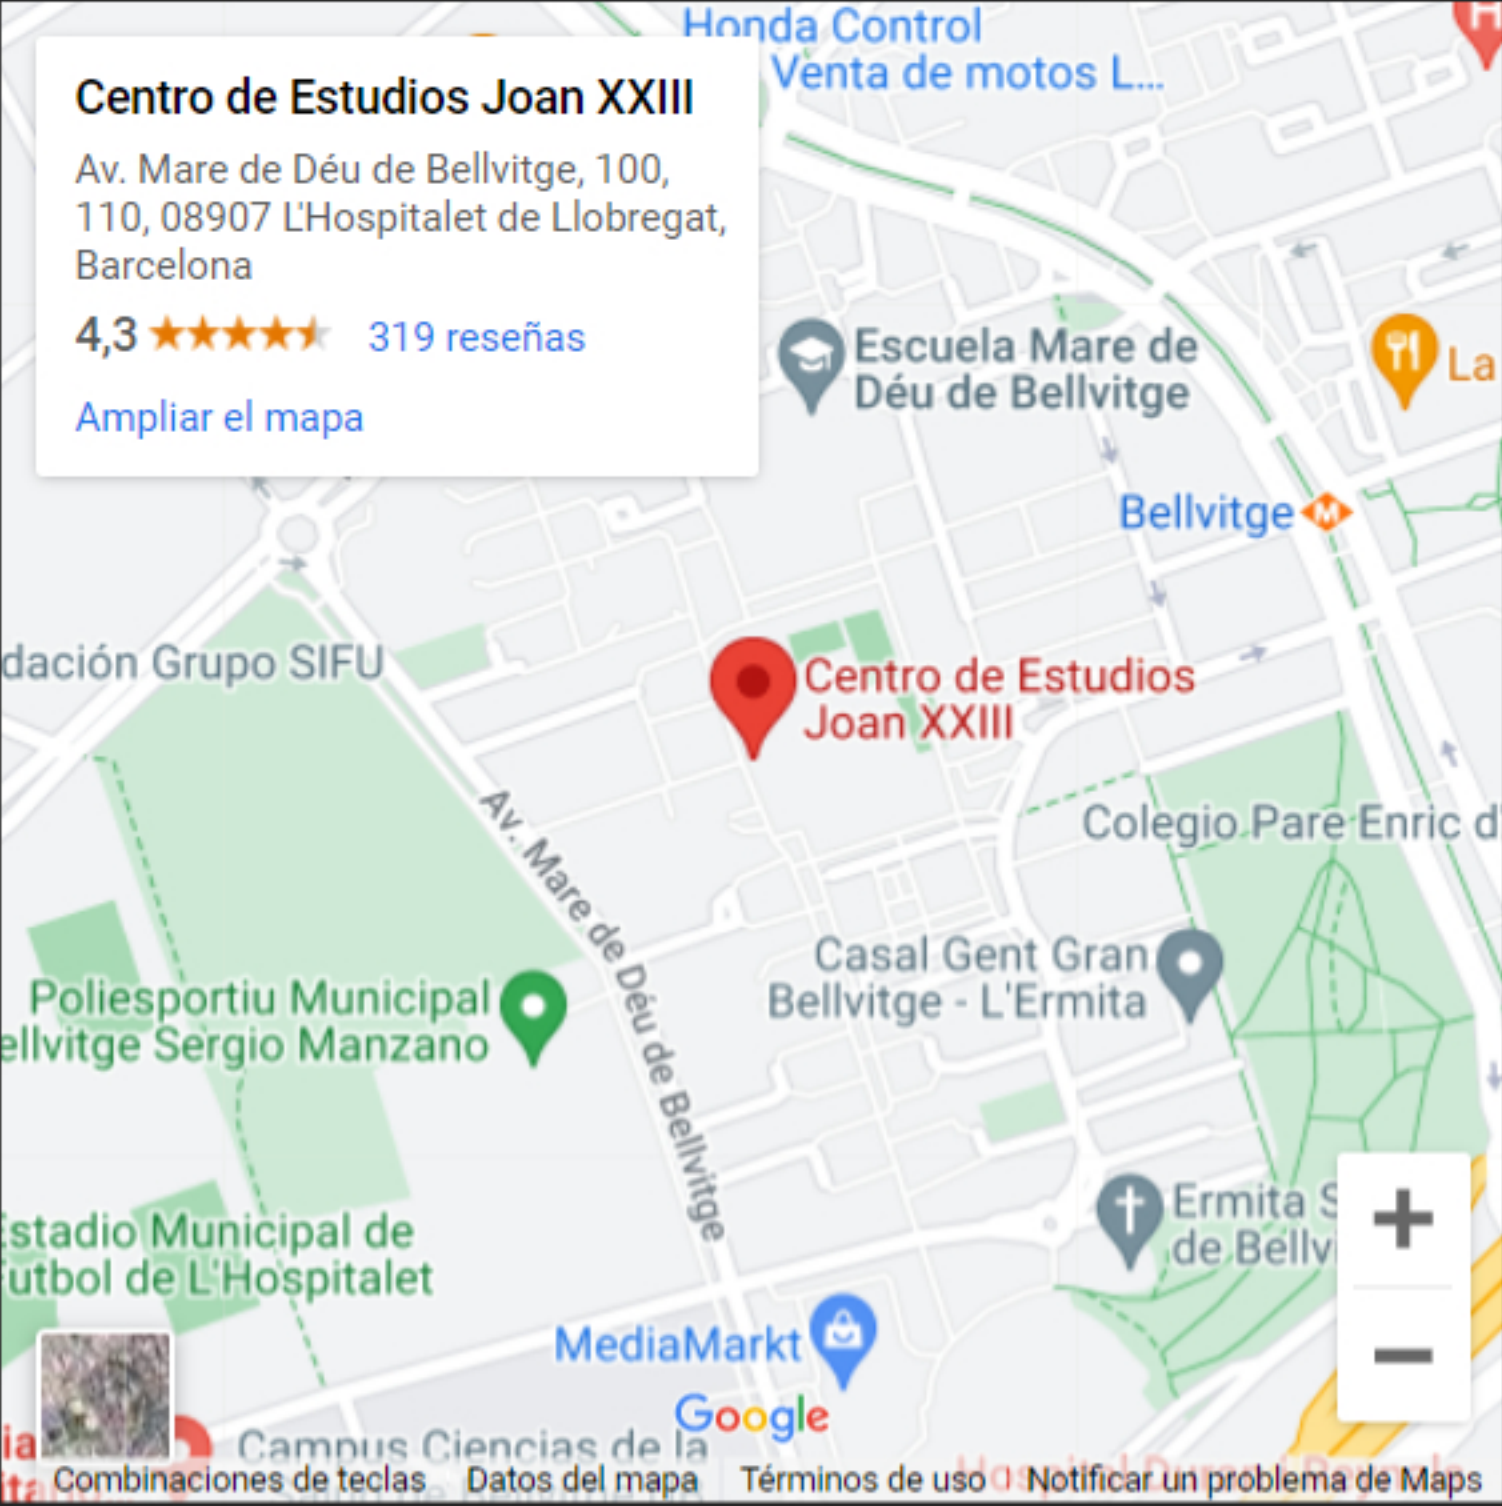 Honda Control
Venta de motos L...
Centro de Estudios Joan XXIII
Av. Mare de Déu de Bellvitge, 100,
110, 08907 L'Hospitalet de Llobregat,
Barcelona
4,3
319 reseñas
Ampliar el mapa
Escuela Mare de
Déu de Bellvitge
La
Bellvitge
M
dación Grupo SIFU
Centro de Estudios
Joan XXIII
Av. Mare de Déu de Bellvitge
Colegio Pare Enric d'
Casal Gent Gran
Bellvitge - L'Ermita
Poliesportiu Municipal
ellvitge Sergio Manzano
Ermita S
de Bellvi
Estadio Municipal de
Futbol de L'Hospitalet
MediaMarkt
Google
Campus Ciencias de la
Combinaciones de teclas
Datos del mapa
Términos de uso
Notificar un problema de Maps